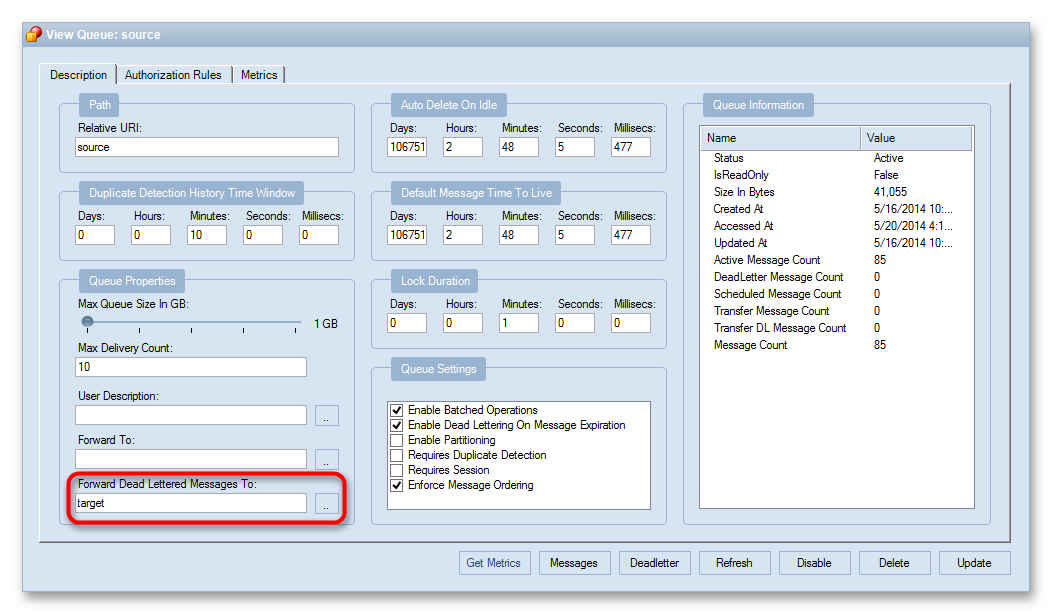 View Queue: source
Description Authorization Rules Metrics
Path
Relative URI:
source
Duplicate Detection History Time Window
Days: Hours: Minutes: Seconds: Millisecs:
0 0 10 0 0
Queue Properties
Max Queue Size In GB:
1 GB
Max Delivery Count:
10
User Description:
..
Forward To:
..
Forward Dead Lettered Messages To:
target ..
Auto Delete On Idle
Days: Hours: Minutes: Seconds: Millisecs:
106751 2 48 5 477
Default Message Time To Live
Days: Hours: Minutes: Seconds: Millisecs:
106751 2 48 5 477
Lock Duration
Days: Hours: Minutes: Seconds: Millisecs:
0 0 1 0 0
Queue Settings
Enable Batched Operations
Enable Dead Lettering On Message Expiration
Enable Partitioning
Requires Duplicate Detection
Requires Session
Enforce Message Ordering
Queue Information
Name Value
Status Active
IsReadOnly False
Size In Bytes 41,055
Created At 5/16/2014 10:...
Accessed At 5/20/2014 4:1...
Updated At 5/16/2014 10:...
Active Message Count 85
DeadLetter Message Count 0
Scheduled Message Count 0
Transfer Message Count 0
Transfer DL Message Count 0
Message Count 85
Get Metrics Messages Deadletter Refresh Disable Delete Update